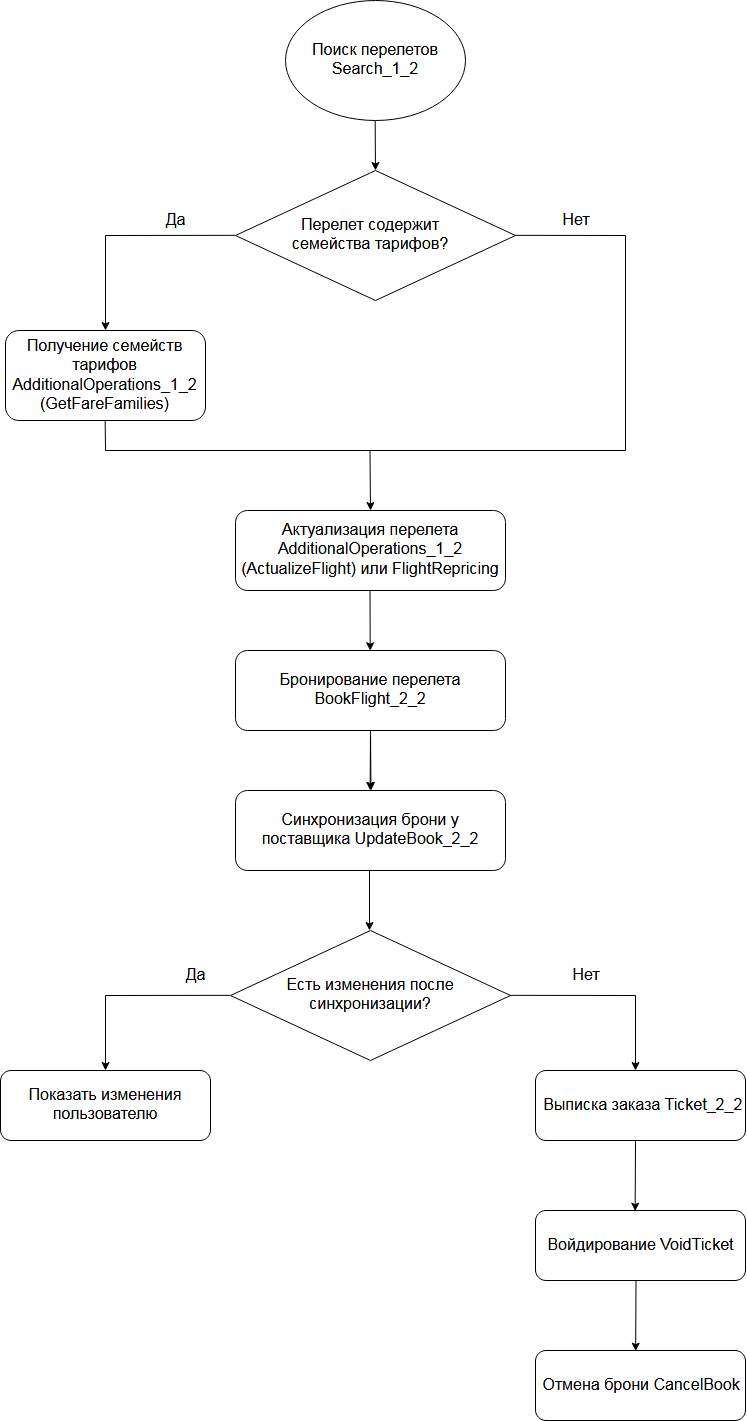 Поиск перелетов
Search_1_2
Да
Нет
Перелет содержит
семейства тарифов?
Получение семейств
тарифов
AdditionalOperations_1_2
(GetFareFamilies)
Актуализация перелета
AdditionalOperations_1_2
(ActualizeFlight) или FlightRepricing
Бронирование перелета
BookFlight_2_2
Синхронизация брони у
поставщика UpdateBook_2_2
Да
Нет
Есть изменения после
синхронизации?
Показать изменения
пользователю
Выписка заказа Ticket_2_2
Войдирование VoidTicket
Отмена брони CancelBook